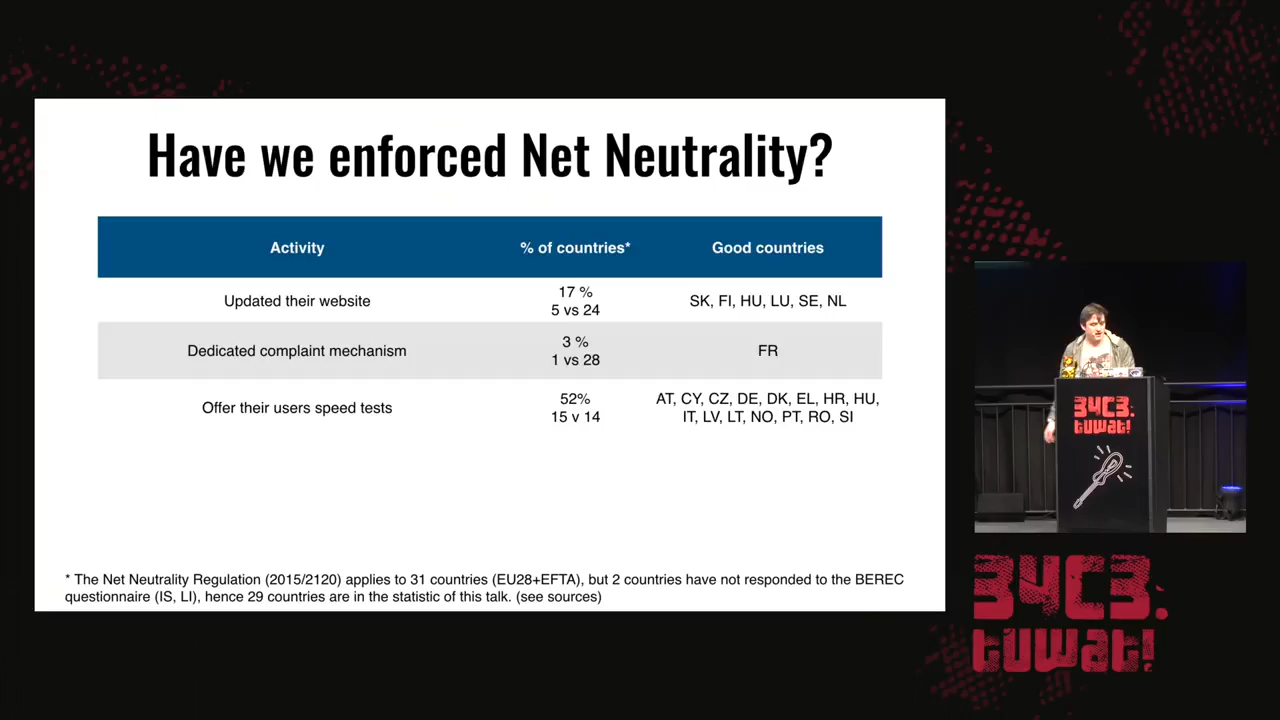 Have we enforced Net Neutrality?
Activity
% of countries*
Good countries
Updated their website
17 %
5 vs 24
SK, FI, HU, LU, SE, NL
Dedicated complaint mechanism
3 %
1 vs 28
FR
Offer their users speed tests
52%
15 v 14
AT, CY, CZ, DE, DK, EL, HR, HU,
IT, LV, LT, NO, PT, RO, SI
* The Net Neutrality Regulation (2015/2120) applies to 31 countries (EU28+EFTA), but 2 countries have not responded to the BEREC
questionnaire (IS, LI), hence 29 countries are in the statistic of this talk. (see sources)
34C3.
tuwat!
34C3.
tuwat!